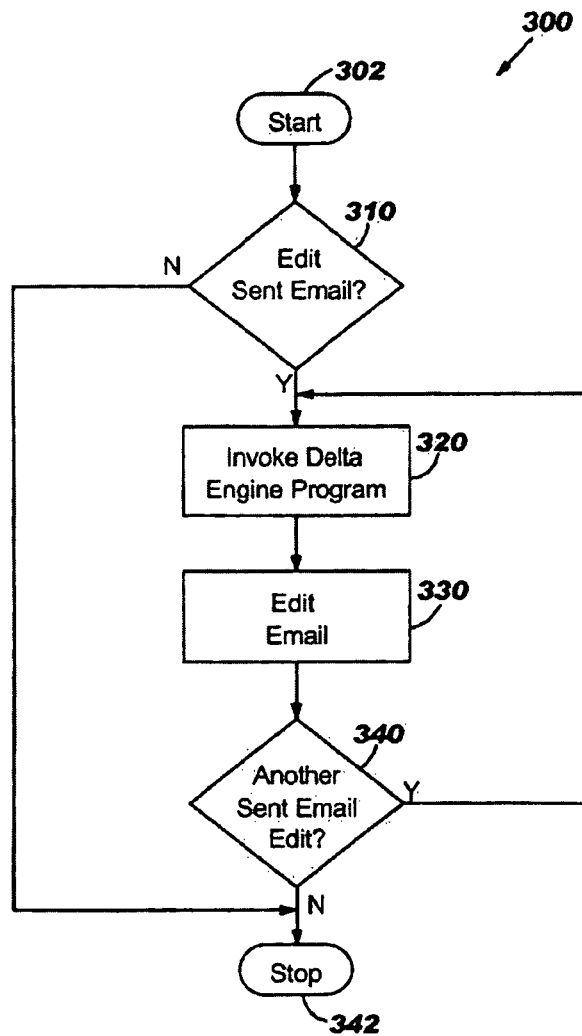 300
302
Start
310
Edit
Sent Email?
N
Y
320
Invoke Delta
Engine Program
330
Edit
Email
340
Another
Sent Email
Edit?
Y
N
Stop
342